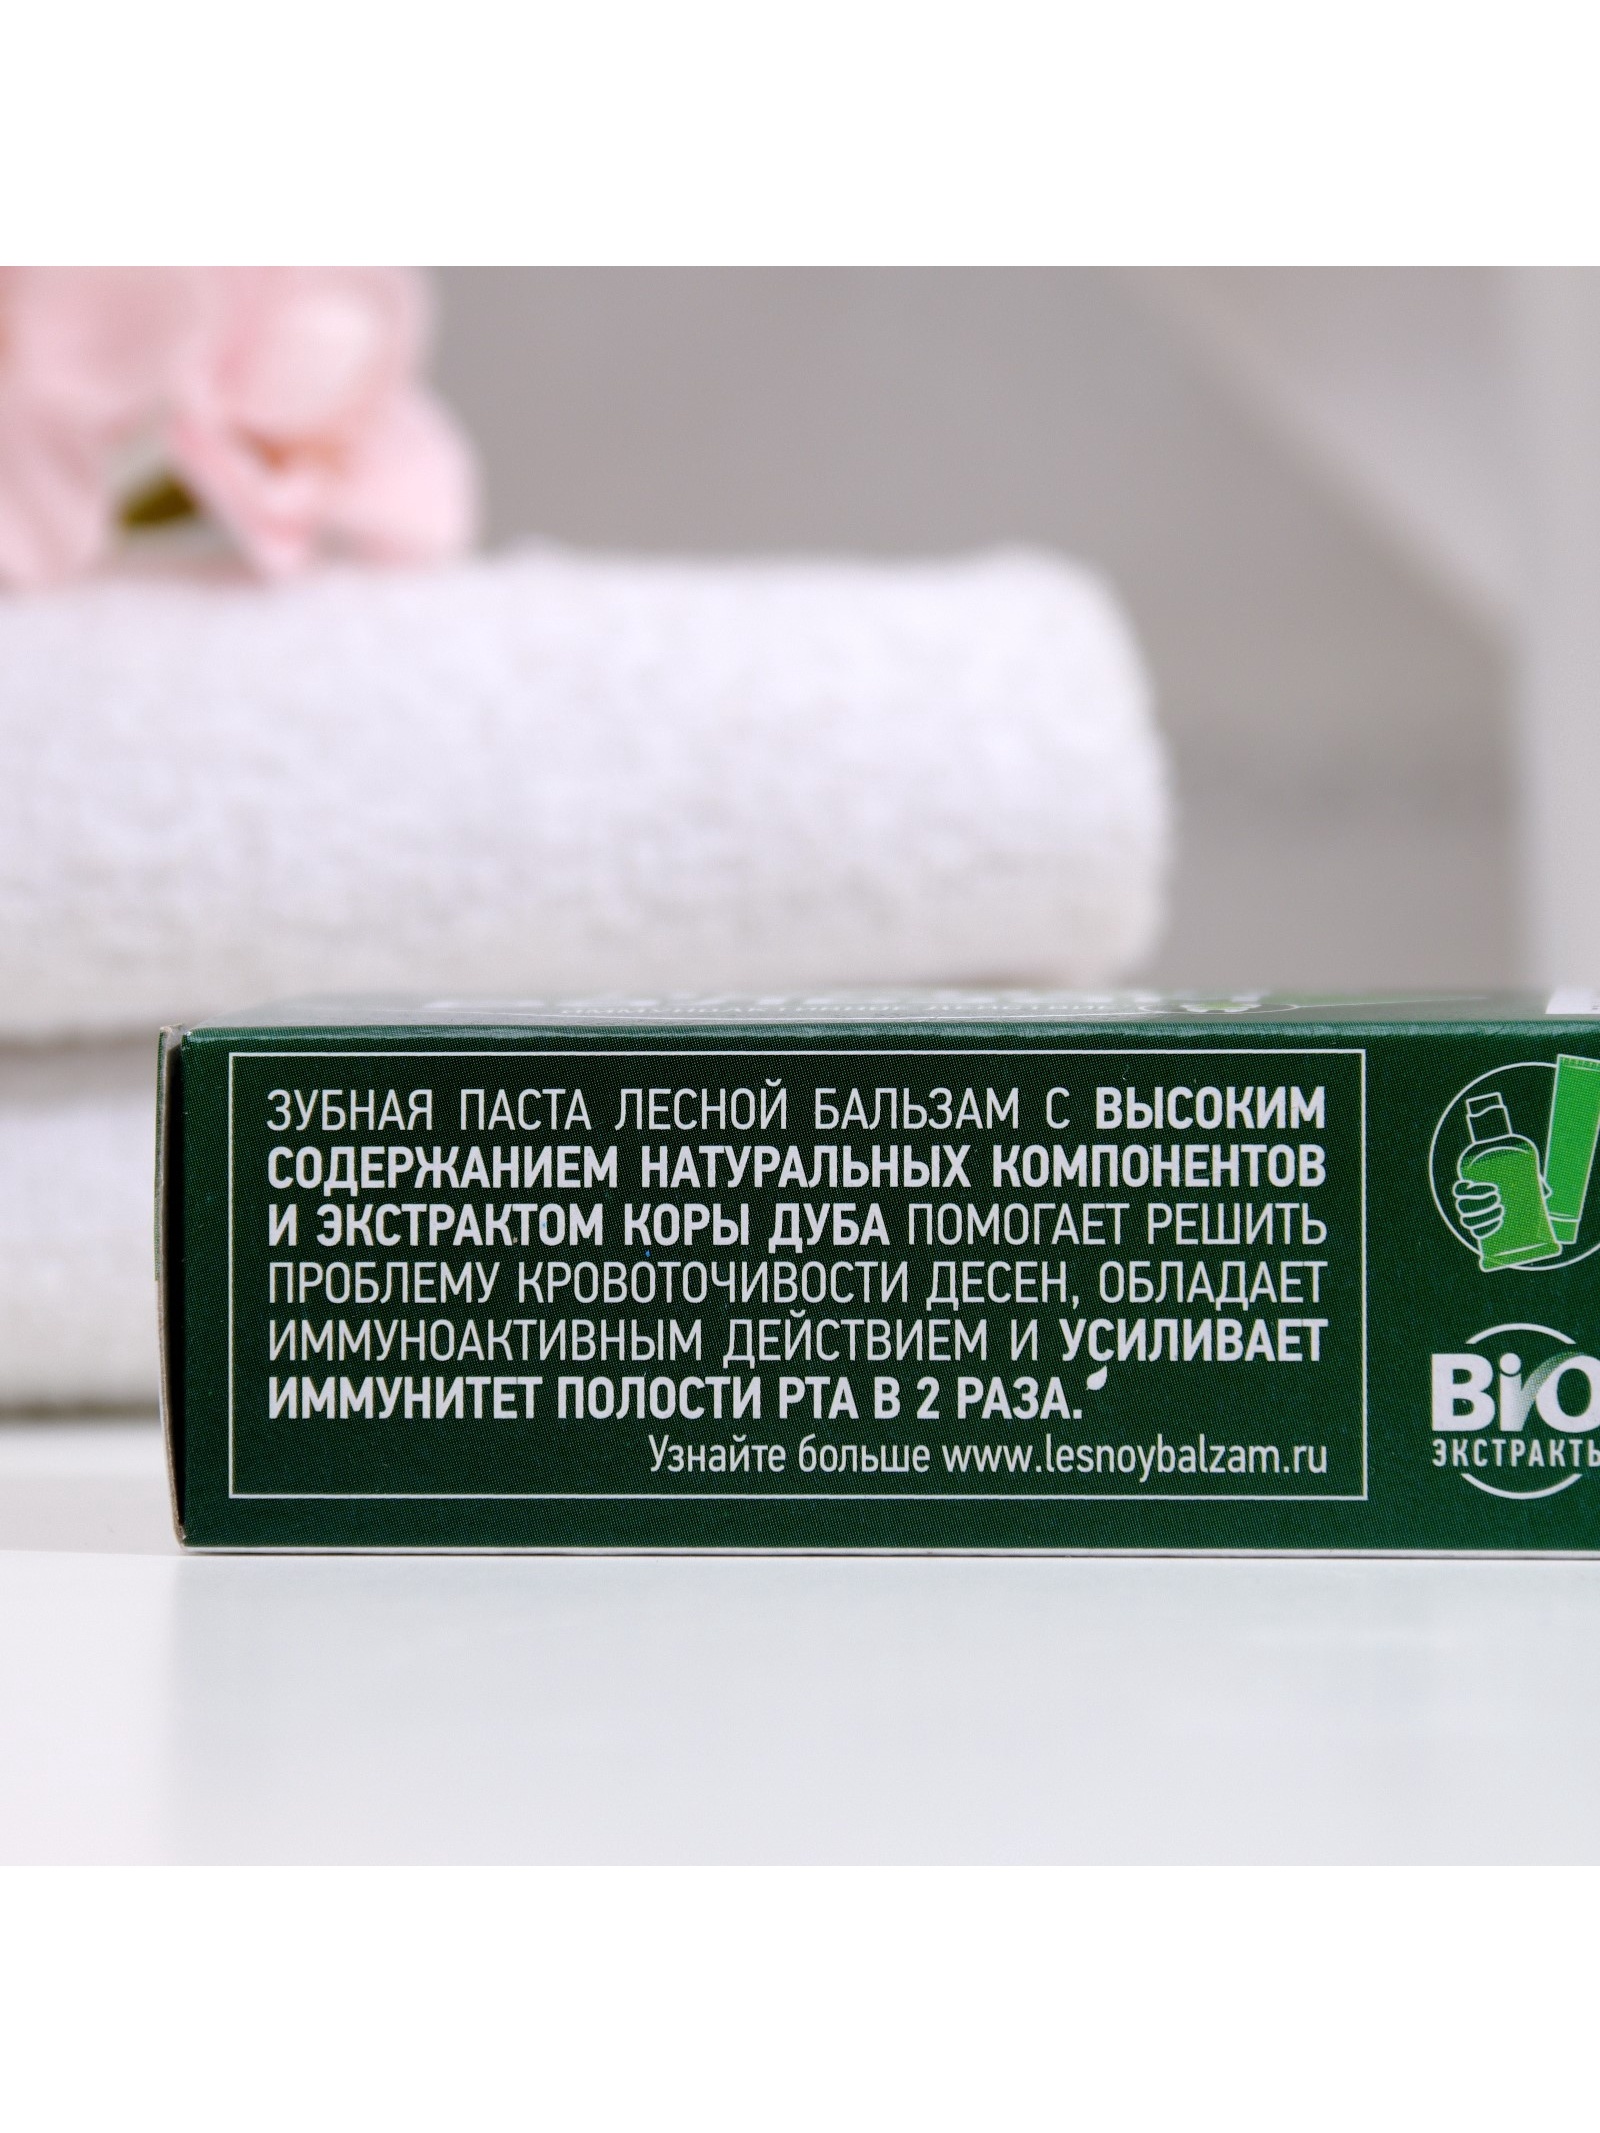 ЗУБНАЯ ПАСТА ЛЕСНОЙ БАЛЬЗАМ С ВЫСОКИМ
СОДЕРЖАНИЕМ НАТУРАЛЬНЫХ КОМПОНЕНТОВ
И ЭКСТРАКТОМ КОРЫ ДУБА ПОМОГАЕТ РЕШИТЬ
ПРОБЛЕМУ КРОВОТОЧИВОСТИ ДЕСЕН, ОБЛАДАЕТ
ИММУНОАКТИВНЫМ ДЕЙСТВИЕМ И УСИЛИВАЕТ
ИММУНИТЕТ ПОЛОСТИ РТА В 2 РАЗА.
Узнайте больше www.lesnoybalzam.ru
BiO
ЭКСТРАКТЫ